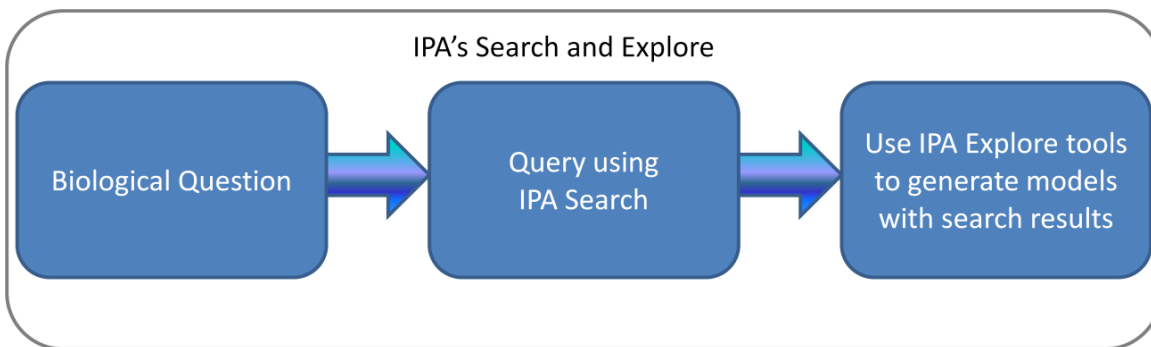 IPA's Search and Explore
Biological Question
Query using
IPA Search
Use IPA Explore tools
to generate models
with search results